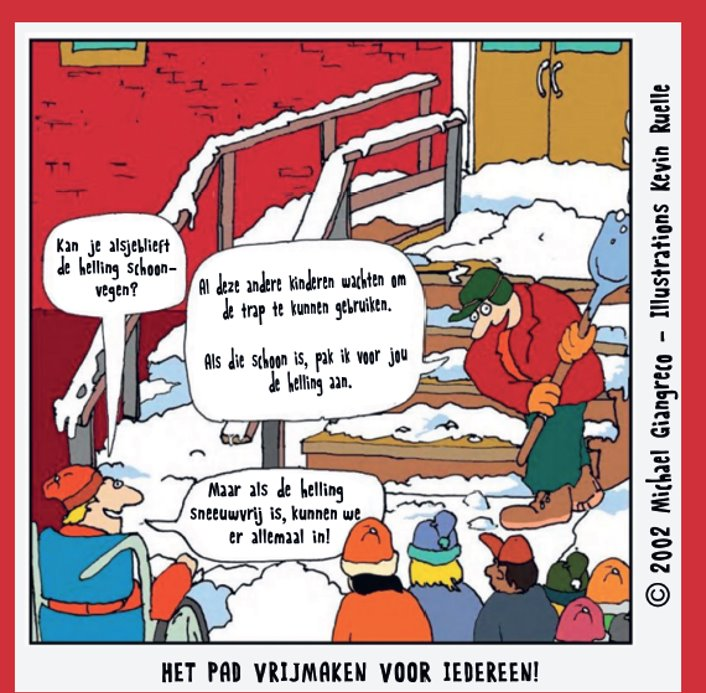 Kan je alsjeblieft
de helling schoon-
vegen?
Al deze andere kinderen wachten om
de trap te kunnen gebruiken.
Als die schoon is, pak ik voor jou
de helling aan.
Maar als de helling
sneeuwvrij is, kunnen we
er allemaal in!
HET PAD VRIJMAKEN VOOR IEDEREEN!
© 2002 Michael Giangreco - Illustrations Kevin Ruelle